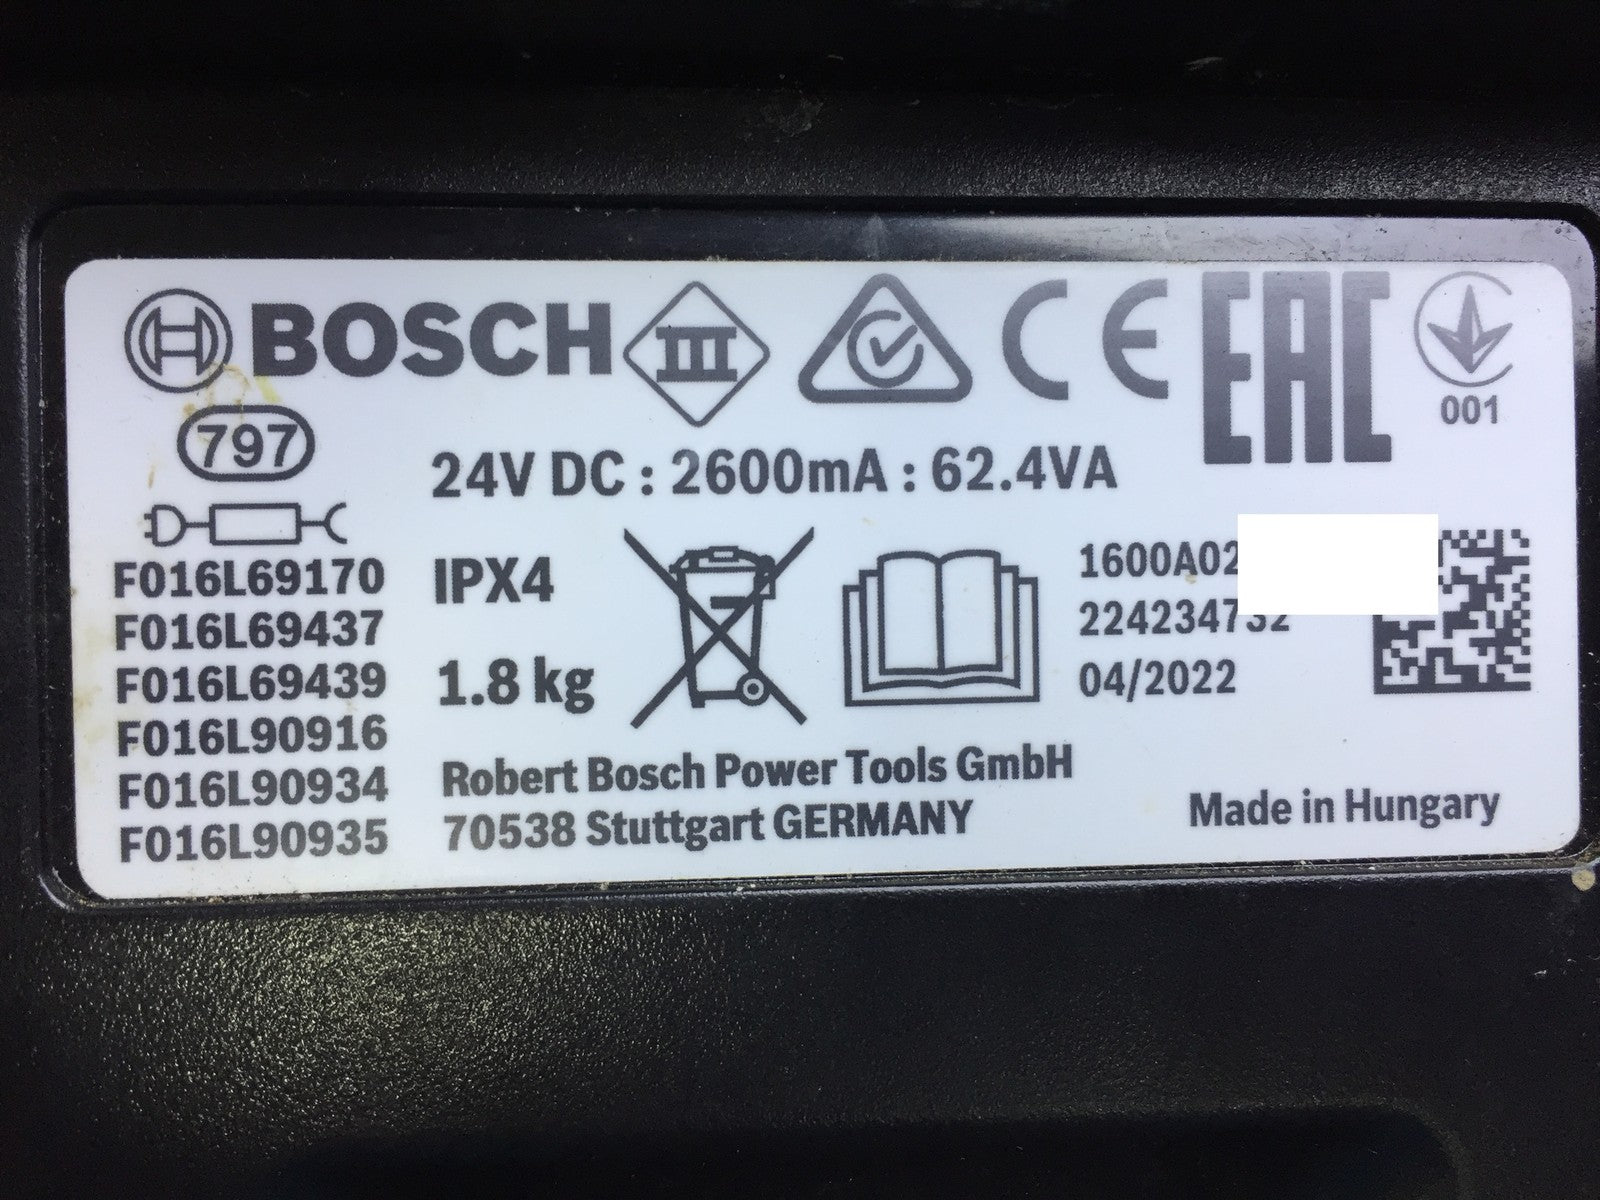 BOSCH III CE EAC
001
797
24V DC : 2600mA : 62.4VA
F016L69170
F016L69437
F016L69439
F016L90916
F016L90934
F016L90935
IPX4
1.8 kg
1600A02
224234732
04/2022
Robert Bosch Power Tools GmbH
70538 Stuttgart GERMANY
Made in Hungary